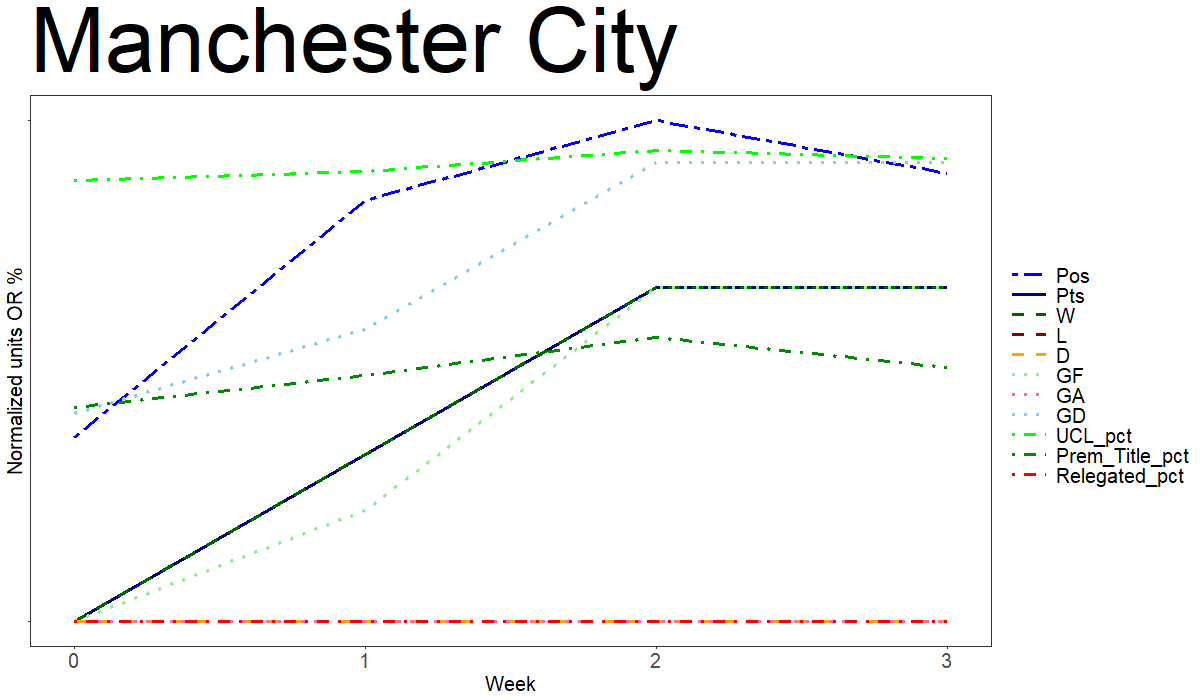 Manchester City
Normalized units OR %
Pos
Pts
W
L
D
GF
GA
GD
UCL_pct
Prem_Title_pct
Relegated_pct
0 1 2 3
Week